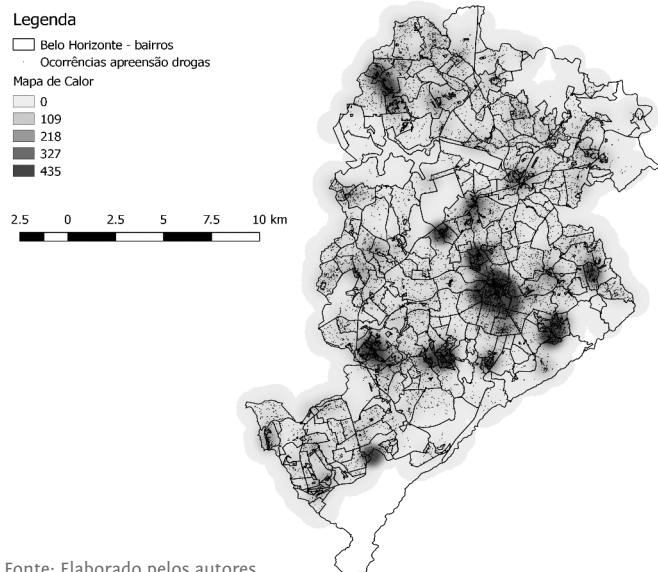 Legenda
Belo Horizonte - bairros
Ocorrências apreensão drogas
Mapa de Calor
0
109
218
327
435
2.5 0 2.5 5 7.5 10 km
Fonte: Elaborado pelos autores